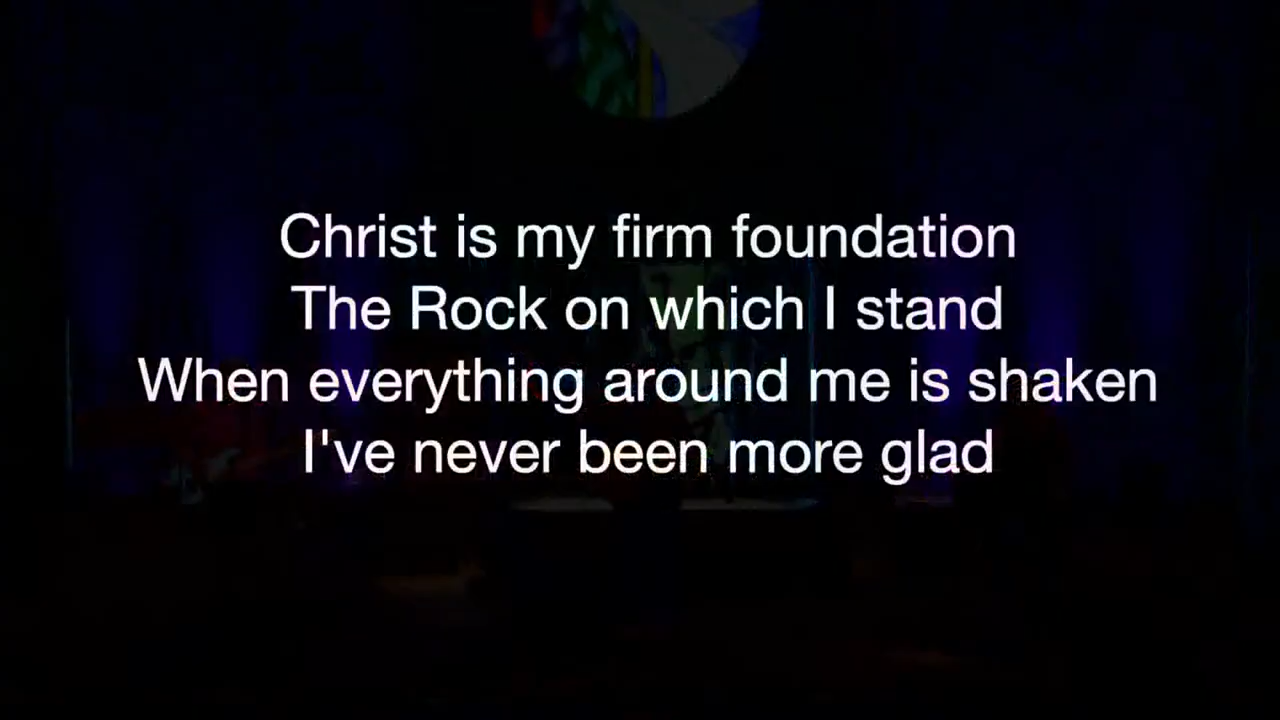 Christ is my firm foundation
The Rock on which I stand
When everything around me is shaken
I've never been more glad